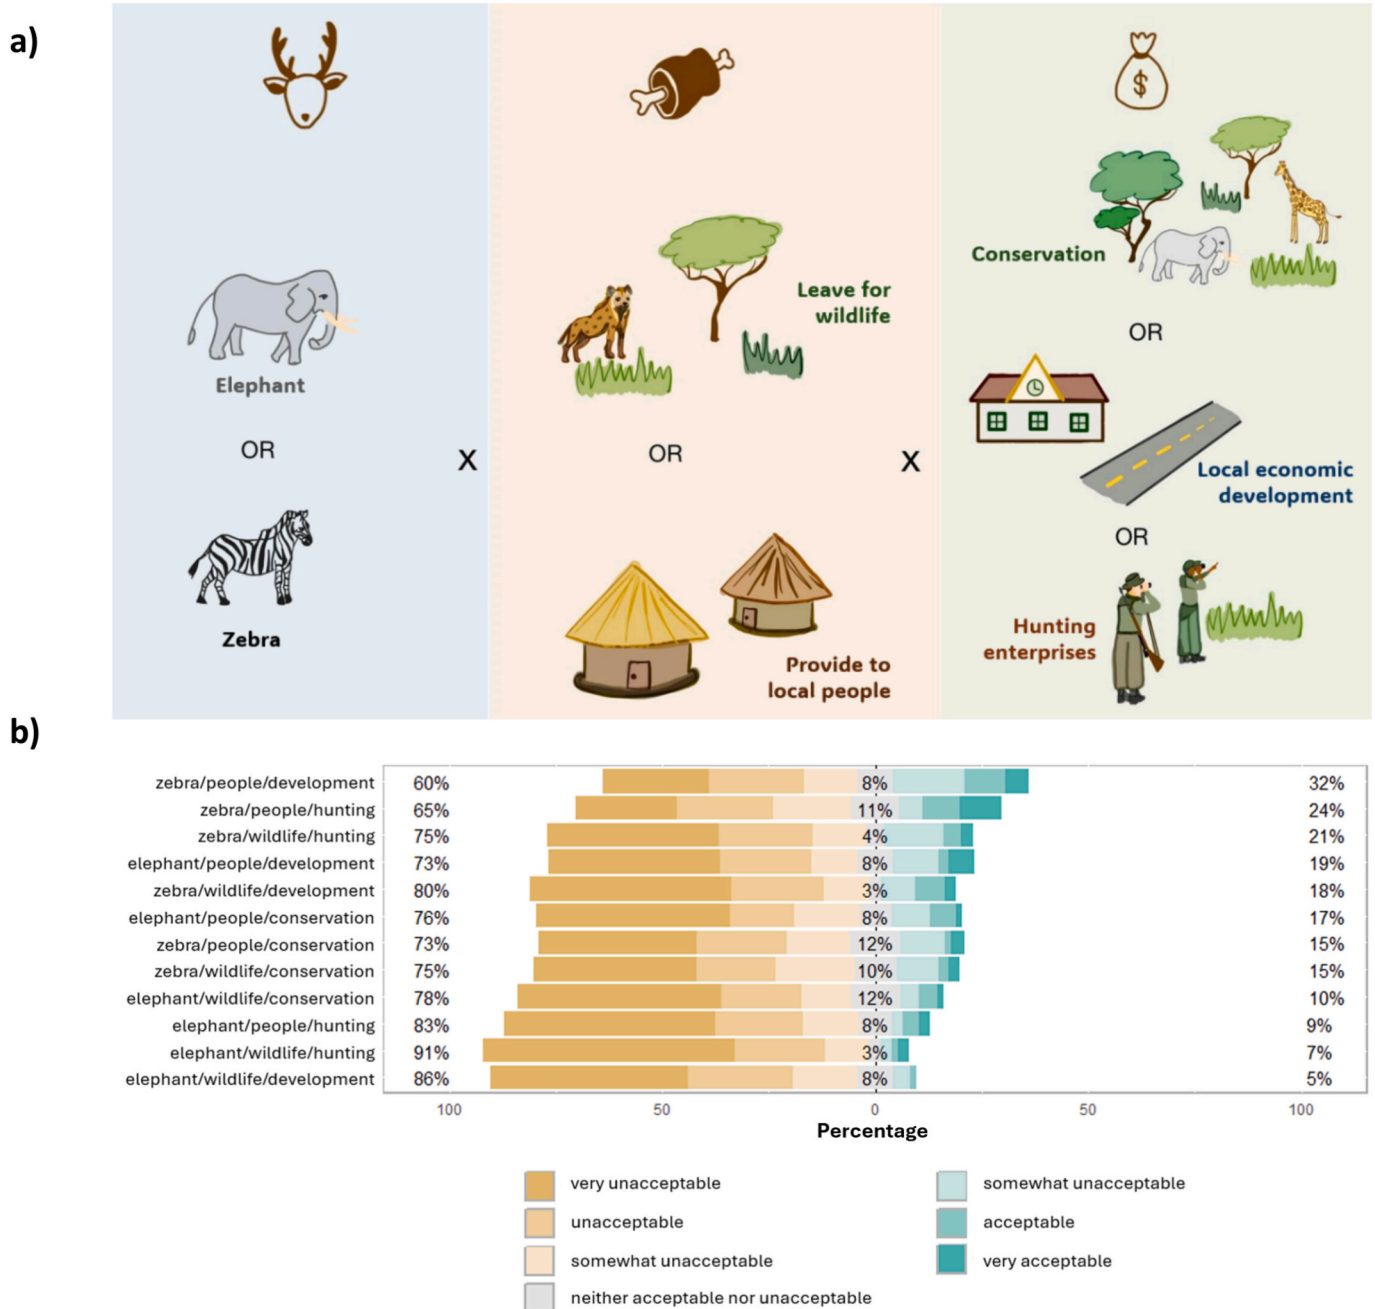 a)
$
Conservation
Leave for
wildlife
OR
Elephant
OR
X
OR
X
Local economic
development
OR
Zebra
Hunting
enterprises
Provide to
local people
b)
zebra/people/development 60% 8% 32%
zebra/people/hunting 65% 11% 24%
zebra/wildlife/hunting 75% 4% 21%
elephant/people/development 73% 8% 19%
zebra/wildlife/development 80% 3% 18%
elephant/people/conservation 76% 8% 17%
zebra/people/conservation 73% 12% 15%
zebra/wildlife/conservation 75% 10% 15%
elephant/wildlife/conservation 78% 12% 10%
elephant/people/hunting 83% 8% 9%
elephant/wildlife/hunting 91% 3% 7%
elephant/wildlife/development 86% 8% 5%
100 50 0 50 100
Percentage
very unacceptable
unacceptable
somewhat unacceptable
neither acceptable nor unacceptable
somewhat unacceptable
acceptable
very acceptable